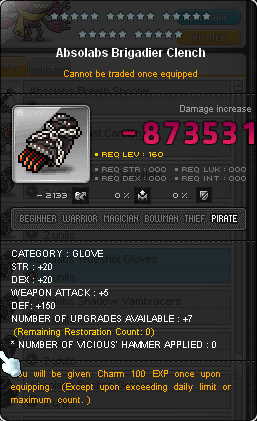 Absolabs Brigadier Clench
Cannot be traded once equipped
Damage increase
-873531
• REQ LEV : 160
• REQ STR : 000 • REQ LUK : 000
• REQ DEX : 000 • REQ INT : 000
- 2133 0 % 0 %
BEGINNER WARRIOR MAGICIAN BOWMAN THIEF PIRATE
CATEGORY : GLOVE
STR : +20
DEX : +20
WEAPON ATTACK : +5
DEF : +150
NUMBER OF UPGRADES AVAILABLE : +7
(Remaining Restoration Count: 0)
* NUMBER OF VICIOUS' HAMMER APPLIED : 0
You will be given Charm 100 EXP once upon
equipping. (Except upon exceeding daily limit or
maximum count. )